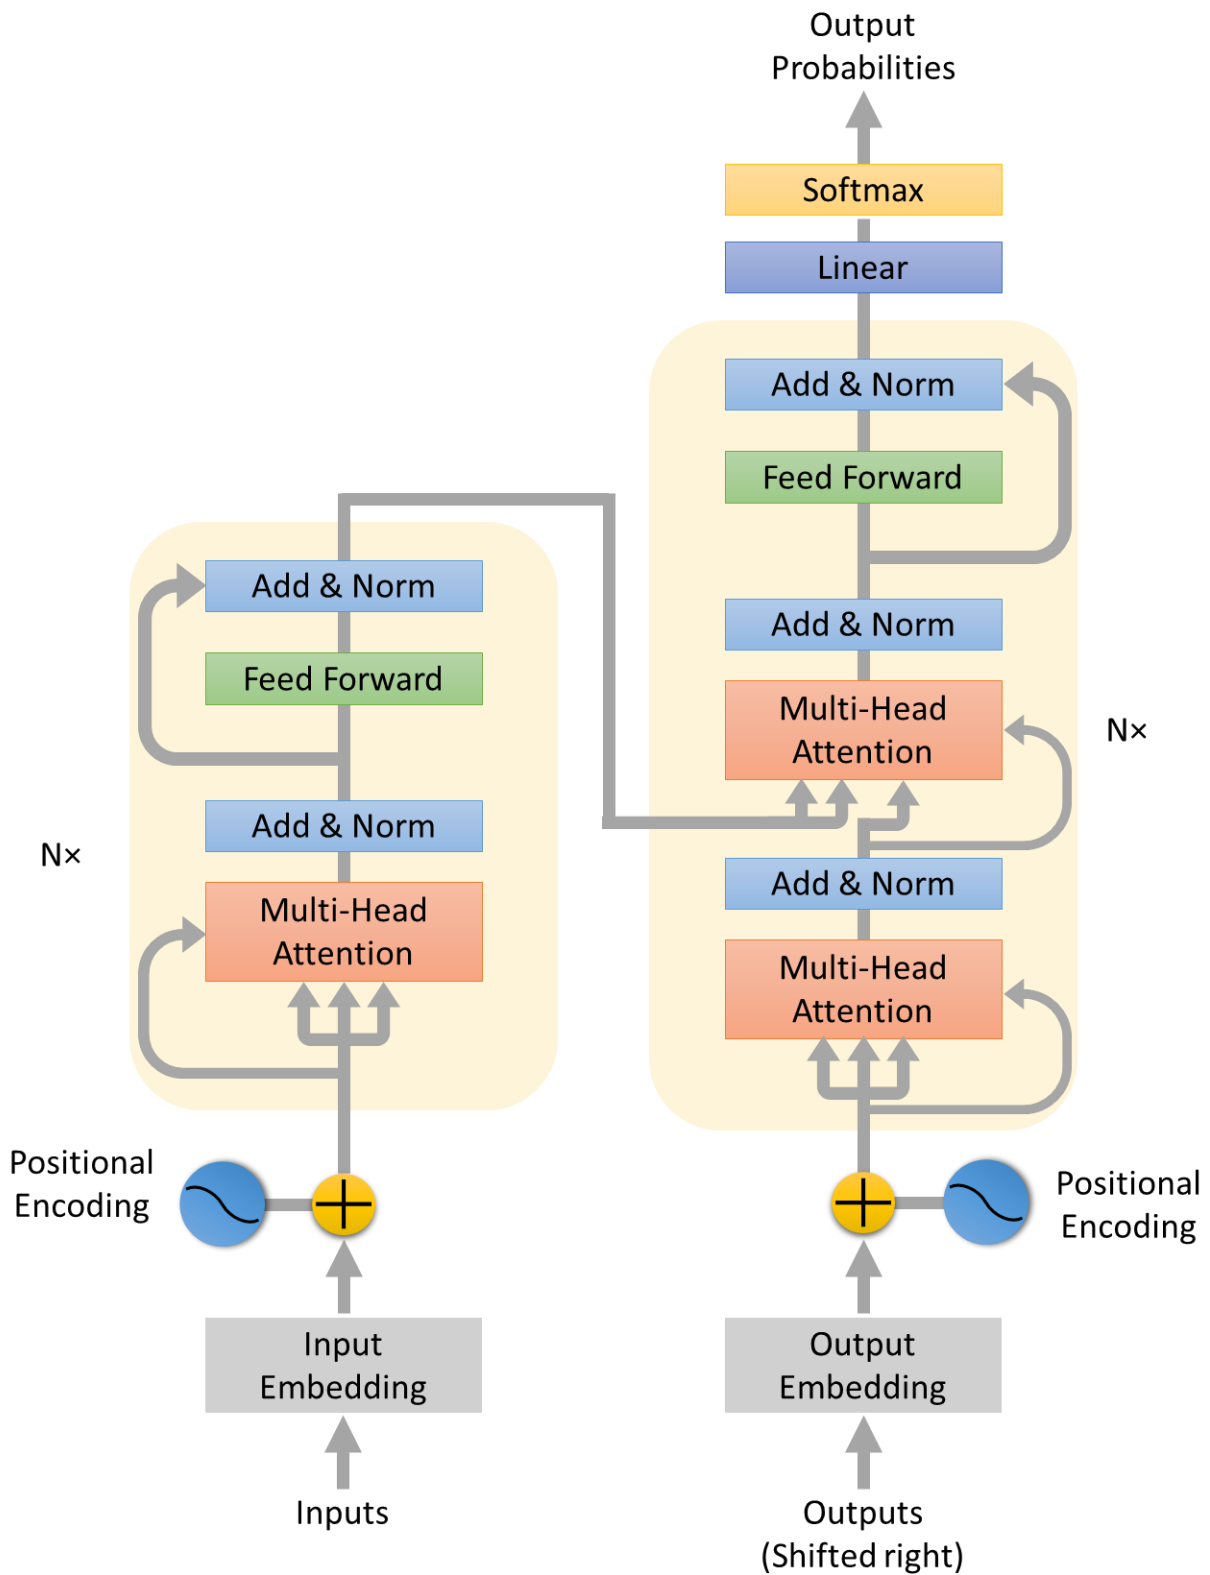 Output
Probabilities
Softmax
Linear
Add & Norm
Feed Forward
Add & Norm
Multi-Head
Attention
N×
Add & Norm
Multi-Head
Attention
Positional
Encoding
Output
Embedding
Outputs
(Shifted right)
Add & Norm
Feed Forward
Add & Norm
N×
Multi-Head
Attention
Positional
Encoding
Input
Embedding
Inputs